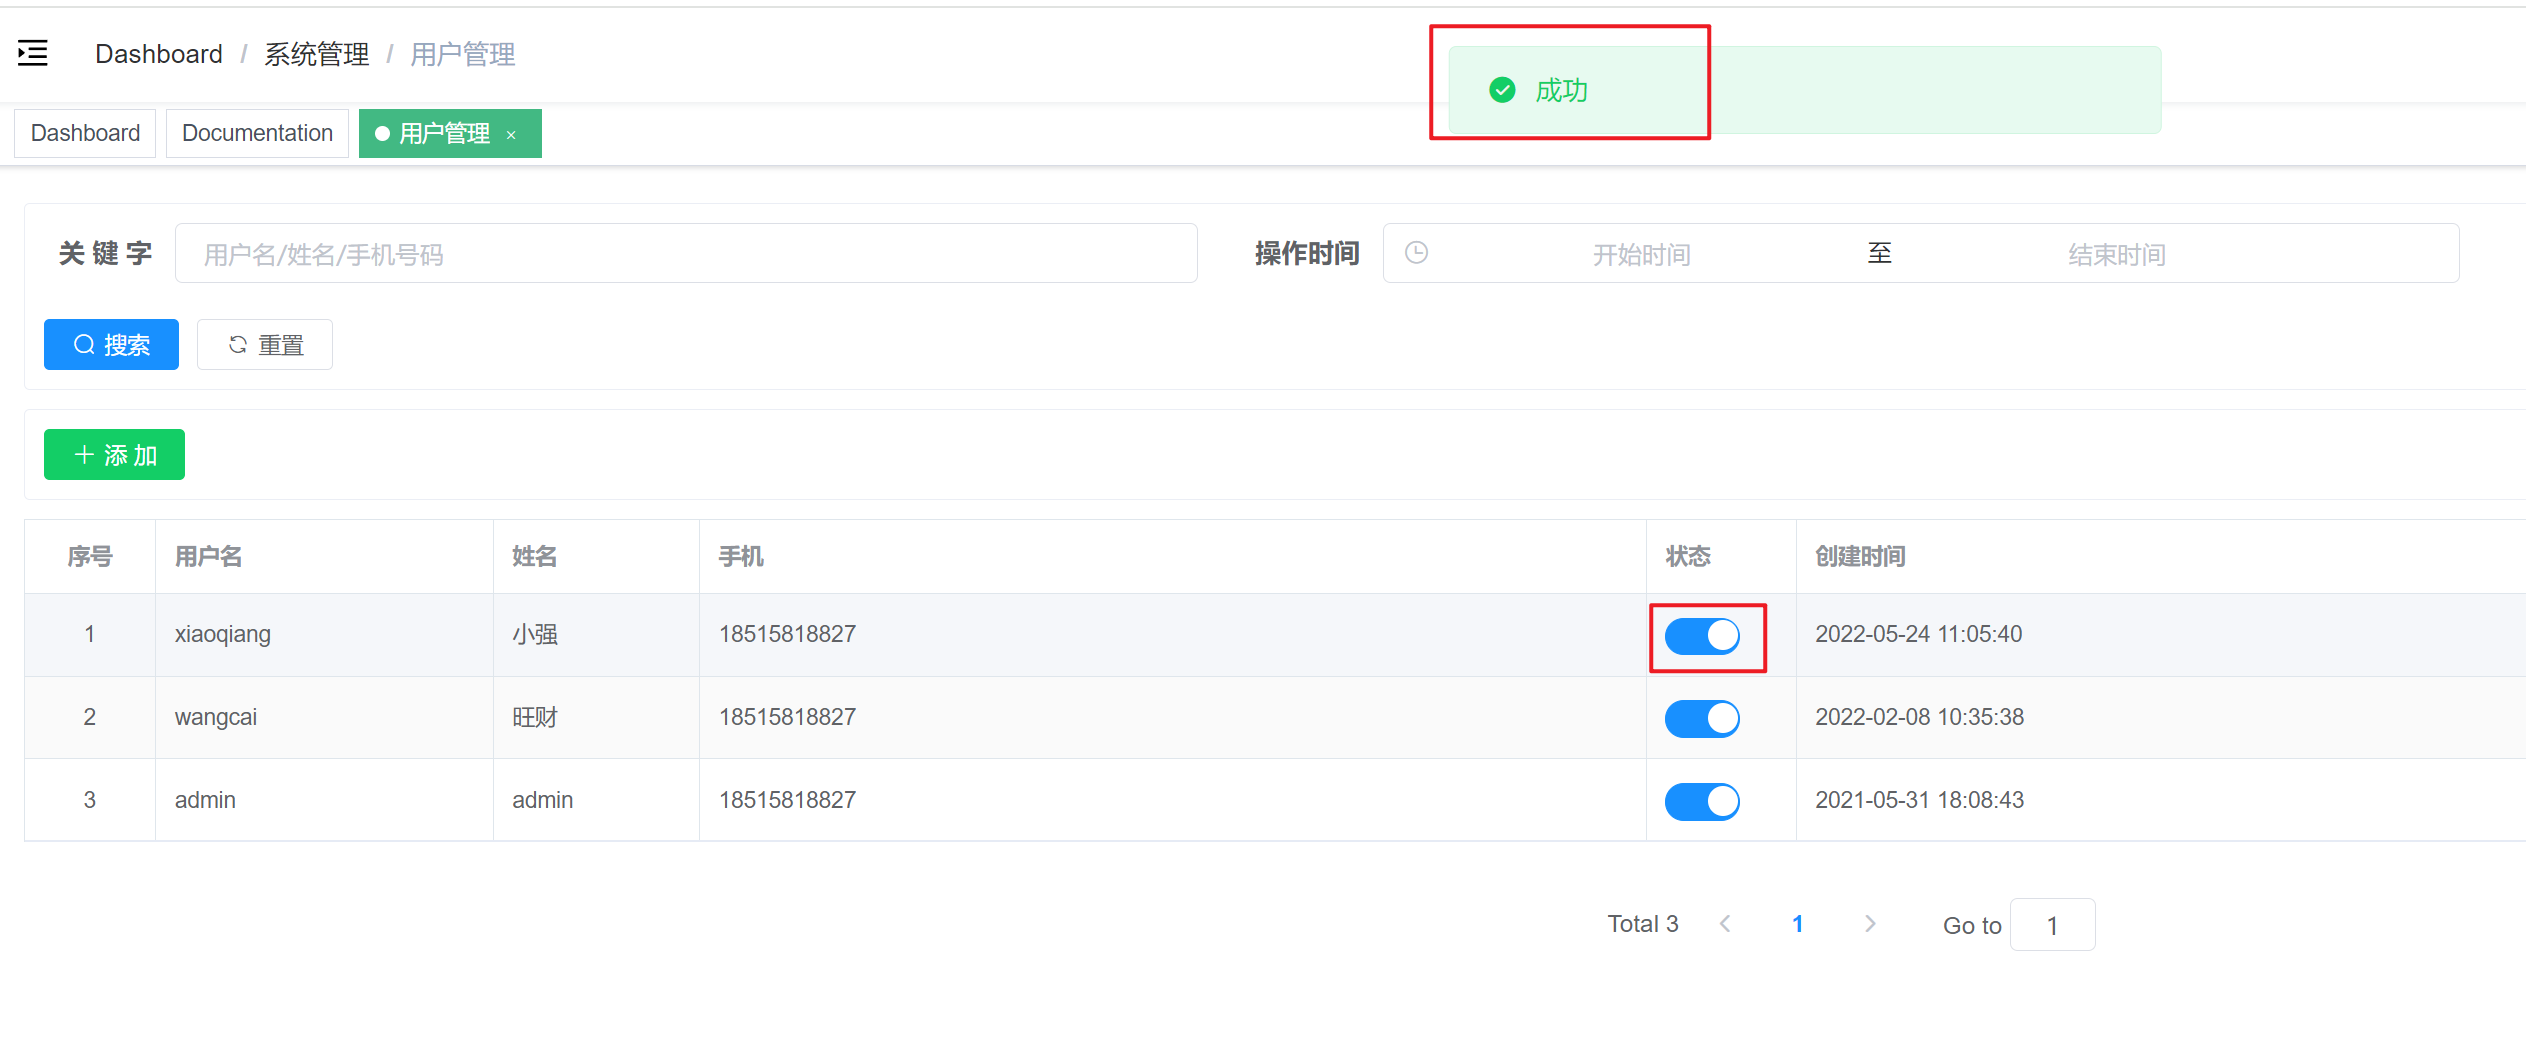 Dashboard / 系统管理 / 用户管理
成功
Dashboard Documentation 用户管理 ×
关 键 字 用户名/姓名/手机号码 操作时间 开始时间 至 结束时间
搜索 重置
添 加
序号 用户名 姓名 手机 状态 创建时间
1 xiaoqiang 小强 18515818827 2022-05-24 11:05:40
2 wangcai 旺财 18515818827 2022-02-08 10:35:38
3 admin admin 18515818827 2021-05-31 18:08:43
Total 3 1 Go to 1